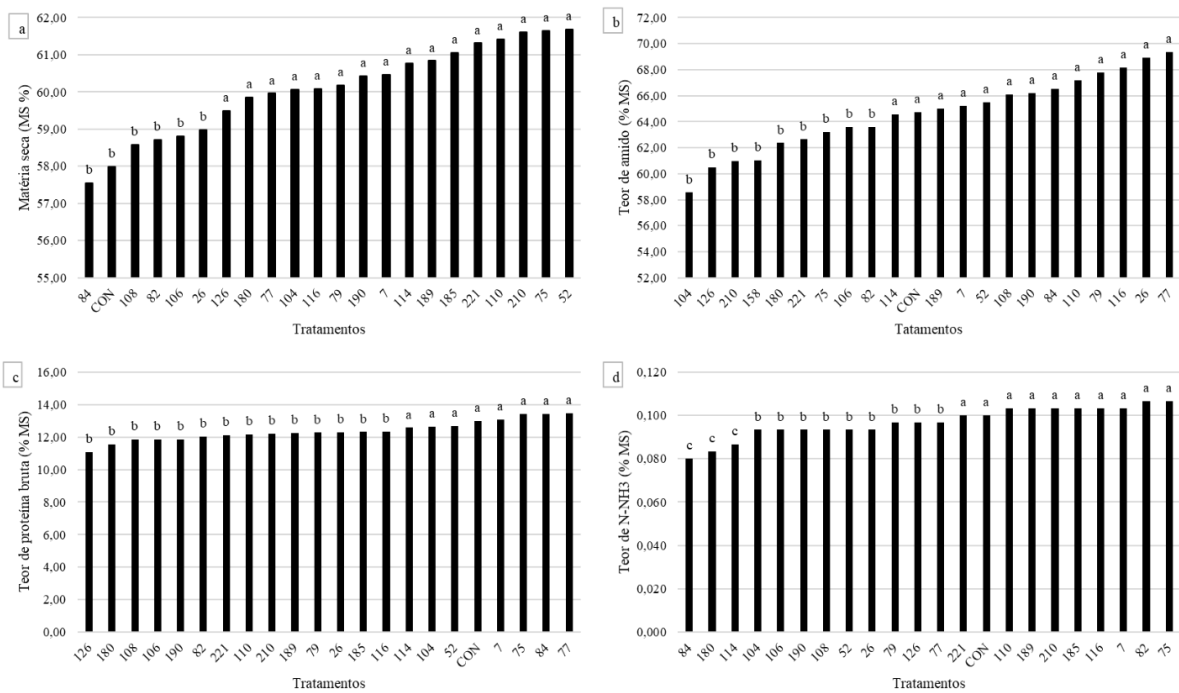 a
Matéria seca (MS %)
62,00
61,00
60,00
59,00
58,00
57,00
56,00
55,00
b b b b b b a a a a a a a a a a a a a a a a
84 CON 108 82 106 26 126 180 77 104 116 79 190 7 114 189 185 221 110 210 75 52
Tratamentos
b
Teor de amido (% MS)
72,00
70,00
68,00
66,00
64,00
62,00
60,00
58,00
56,00
54,00
52,00
b b b b b b b b b a a a a a a a a a a a a a
104 126 210 158 180 221 75 106 82 114 CON 189 7 52 108 190 84 110 79 116 26 77
Tatamentos
c
Teor de proteína bruta (% MS)
16,00
14,00
12,00
10,00
8,00
6,00
4,00
2,00
0,00
b b b b b b b b b b b b b b a a a a a a a a
126 180 108 106 190 82 221 110 210 189 79 26 185 116 114 104 52 CON 7 75 84 77
Tratamentos
d
Teor de N-NH3 (% MS)
0,120
0,100
0,080
0,060
0,040
0,020
0,000
c c c b b b b b b b b b a a a a a a a a a a
84 180 114 104 106 190 108 52 26 79 126 77 221 CON 110 189 210 185 116 7 82 75
Tratamentos